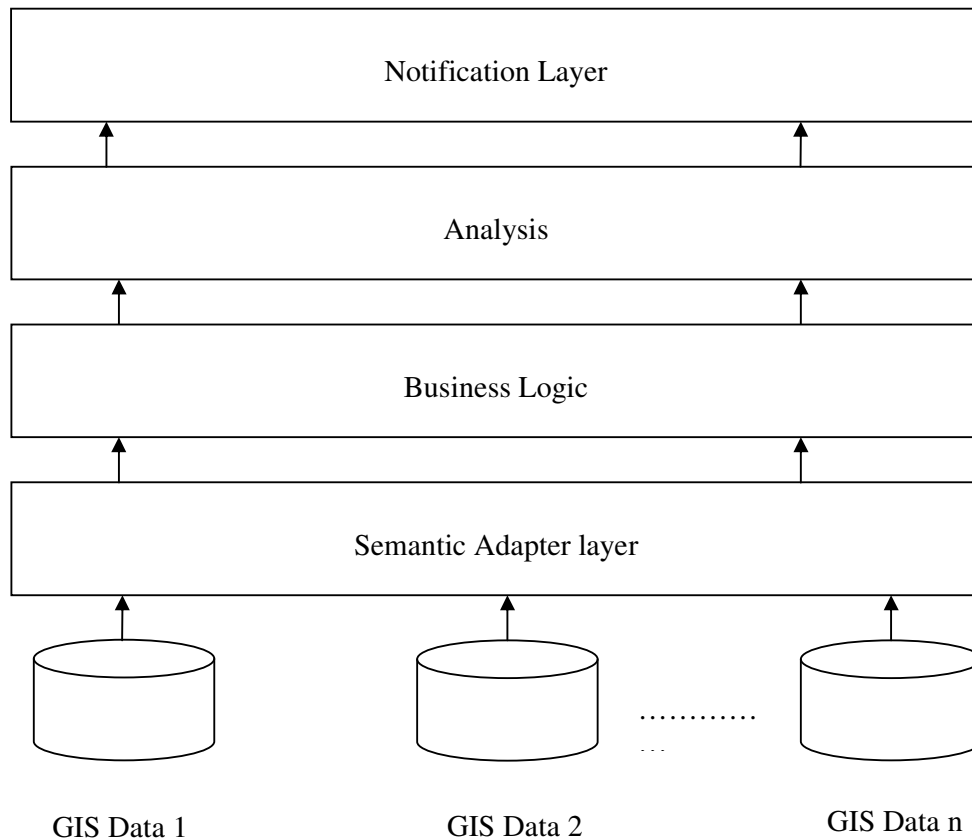 Notification Layer
Analysis
Business Logic
Semantic Adapter layer
…………
…
GIS Data 1
GIS Data 2
GIS Data n